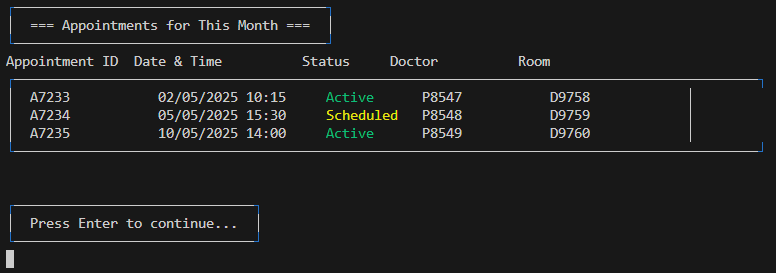 === Appointments for This Month ===
Appointment ID Date & Time Status Doctor Room
A7233 02/05/2025 10:15 Active P8547 D9758
A7234 05/05/2025 15:30 Scheduled P8548 D9759
A7235 10/05/2025 14:00 Active P8549 D9760
Press Enter to continue...